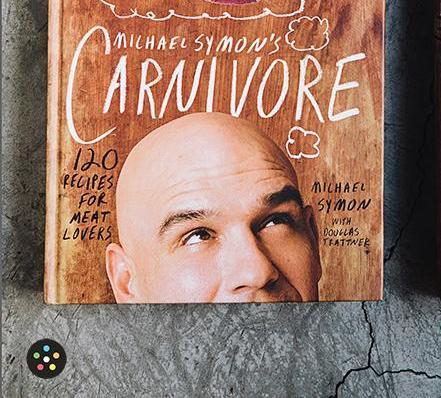 MICHAEL SYMON'S
CARNIVORE
120
RECIPES
FOR
MEAT
LOVERS
MICHAEL
SYMON
WITH
DOUGLAS
TRATTNER